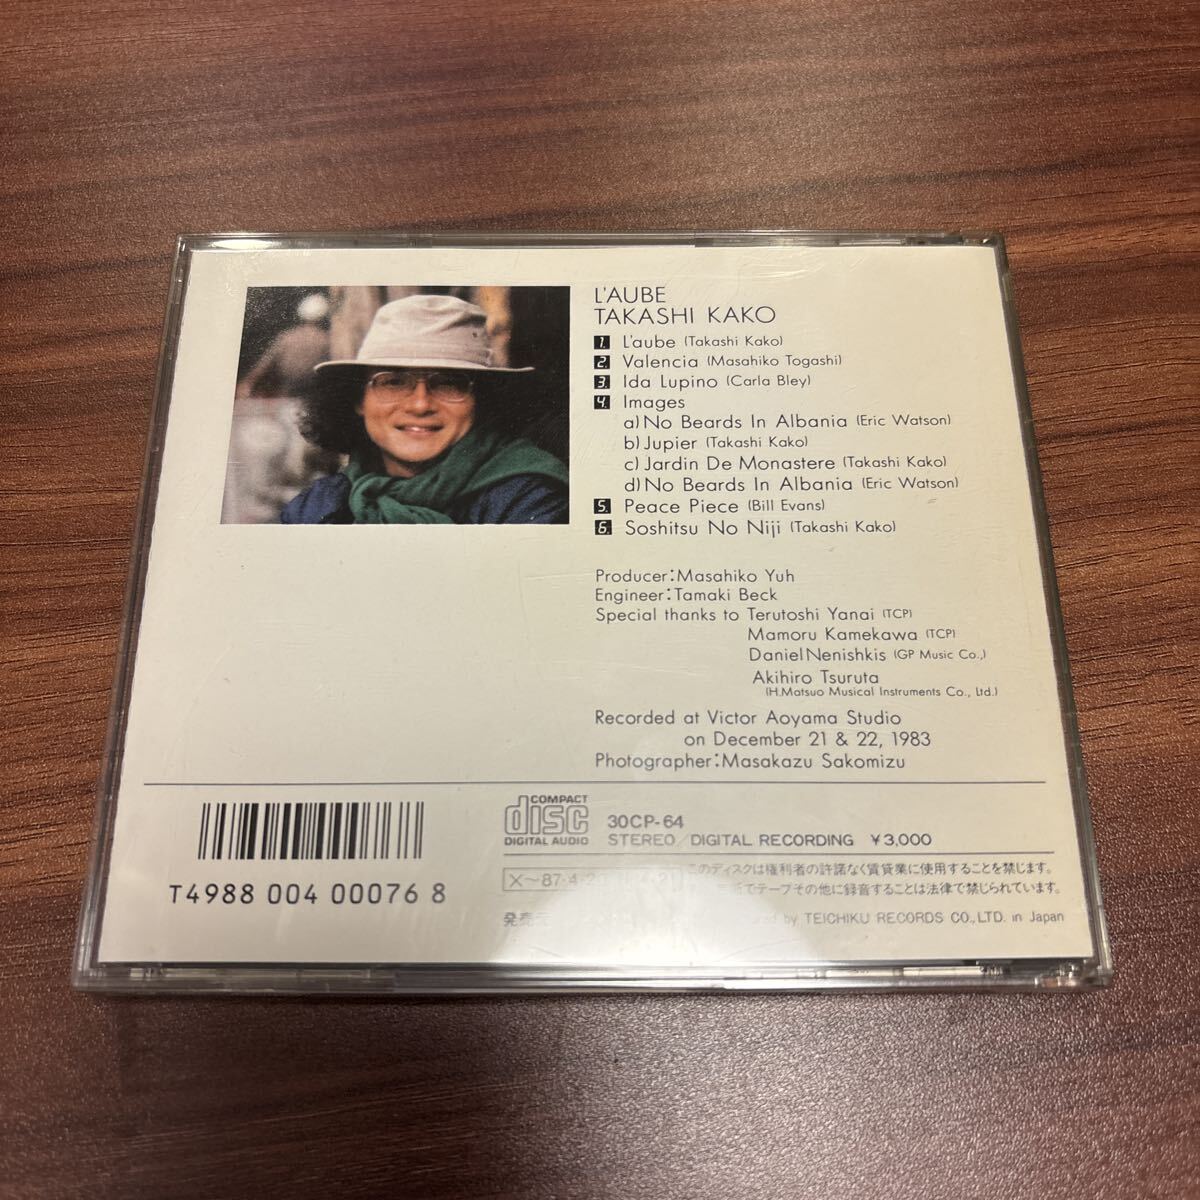 L'AUBE
TAKASHI KAKO
1. L'aube (Takashi Kako)
2. Valencia (Masahiko Togashi)
3. Ida Lupino (Carla Bley)
4. Images
a) No Beards In Albania (Eric Watson)
b) Jupier (Takashi Kako)
c) Jardin De Monastere (Takashi Kako)
d) No Beards In Albania (Eric Watson)
5. Peace Piece (Bill Evans)
6. Soshitsu No Niji (Takashi Kako)
Producer:Masahiko Yuh
Engineer:Tamaki Beck
Special thanks to Terutoshi Yanai (TCP)
Mamoru Kamekawa (TCP)
Daniel Nenishkis (GP Music Co.,)
Akihiro Tsuruta
(H.Matsuo Musical Instruments Co., Ltd.)
Recorded at Victor Aoyama Studio
on December 21 & 22, 1983
Photographer:Masakazu Sakomizu
COMPACT
disc
DIGITAL AUDIO
30CP-64
STEREO/DIGITAL RECORDING ¥3,000
X〜87·4·20
このディスクは権利者の許諾なく賃貸業に使用することを禁じます。
でテープその他に録音することは法律で禁じられています。
発売元
by TEICHIKU RECORDS CO., LTD. in Japan
T4988 004 00076 8